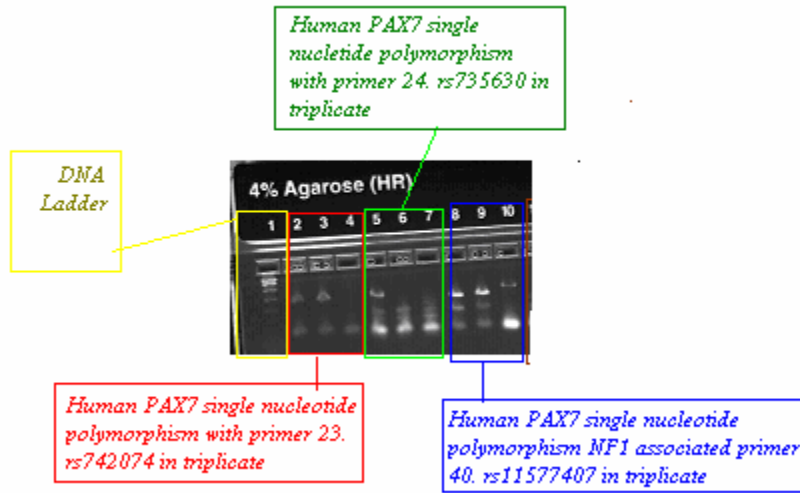 Human PAX7 single
nucletide polymorphism
with primer 24. rs735630 in
triplicate
DNA
Ladder
4% Agarose (HR)
1 2 3 4 5 6 7 8 9 10
Human PAX7 single nucleotide
polymorphism with primer 23.
rs742074 in triplicate
Human PAX7 single nucleotide
polymorphism NF1 associated primer
40. rs11577407 in triplicate